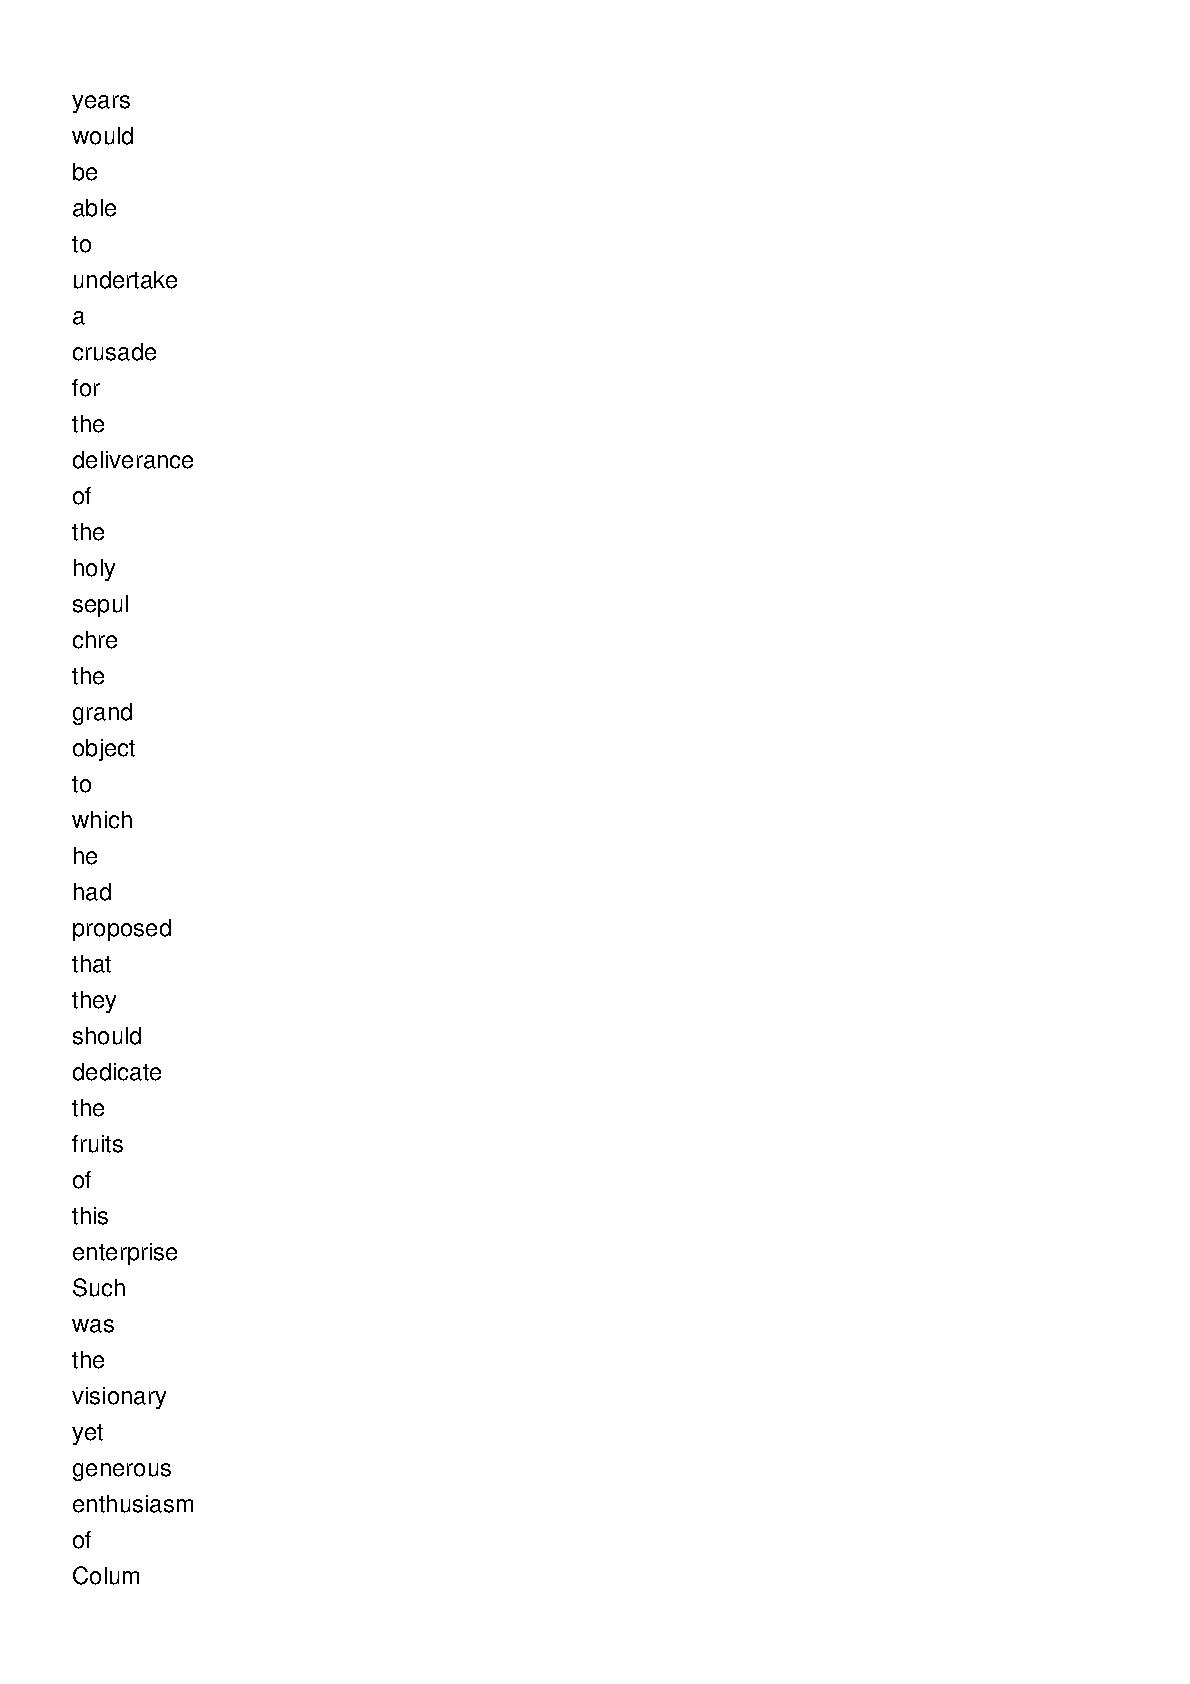 years
would
be
able
to
undertake
a
crusade
for
the
deliverance
of
the
holy
sepul
chre
the
grand
object
to
which
he
had
proposed
that
they
should
dedicate
the
fruits
of
this
enterprise
Such
was
the
visionary
yet
generous
enthusiasm
of
Colum